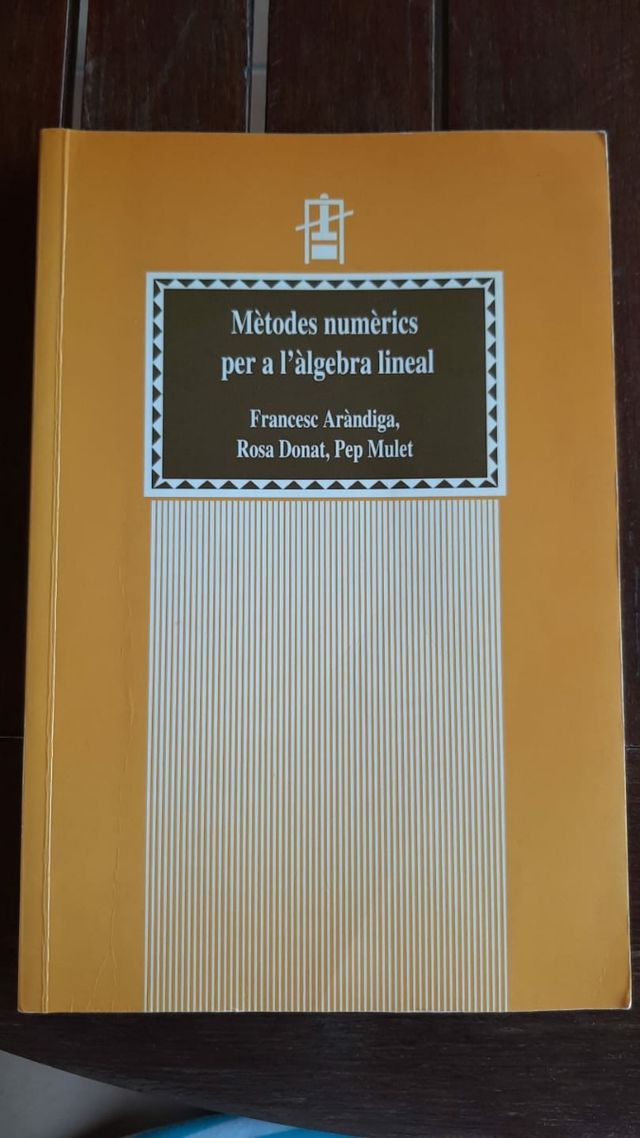 Mètodes numèrics
per a l'àlgebra lineal
Francesc Aràndiga,
Rosa Donat, Pep Mulet